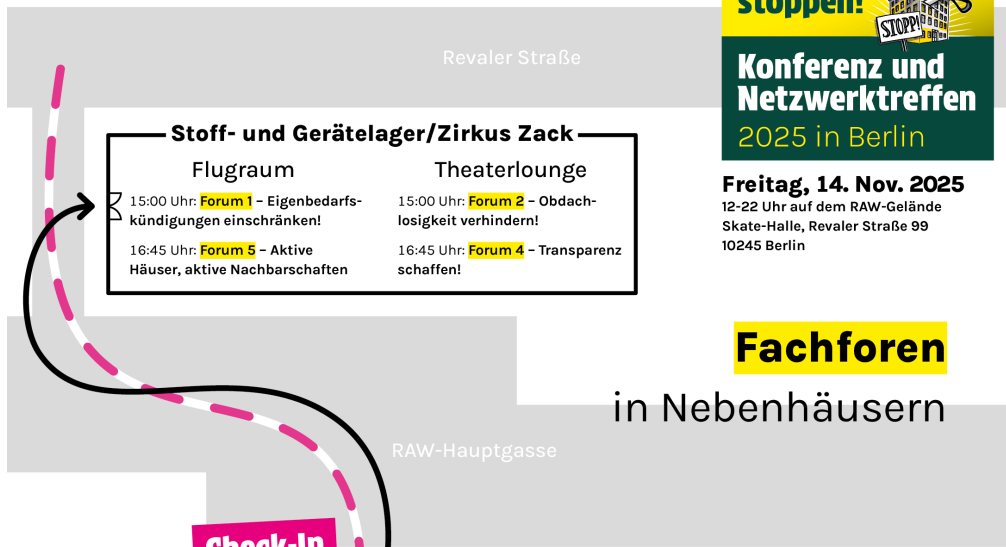 Revaler Straße
stoppen!
STOPP!
Konferenz und
Netzwerktreffen
2025 in Berlin
Freitag, 14. Nov. 2025
12-22 Uhr auf dem RAW-Gelände
Skate-Halle, Revaler Straße 99
10245 Berlin
Stoff- und Gerätelager/Zirkus Zack
Flugraum
15:00 Uhr: Forum 1 – Eigenbedarfs-
kündigungen einschränken!
16:45 Uhr: Forum 5 – Aktive
Häuser, aktive Nachbarschaften
Theaterlounge
15:00 Uhr: Forum 2 – Obdach-
losigkeit verhindern!
16:45 Uhr: Forum 4 – Transparenz
schaffen!
Fachforen
in Nebenhäusern
RAW-Hauptgasse
Check-In